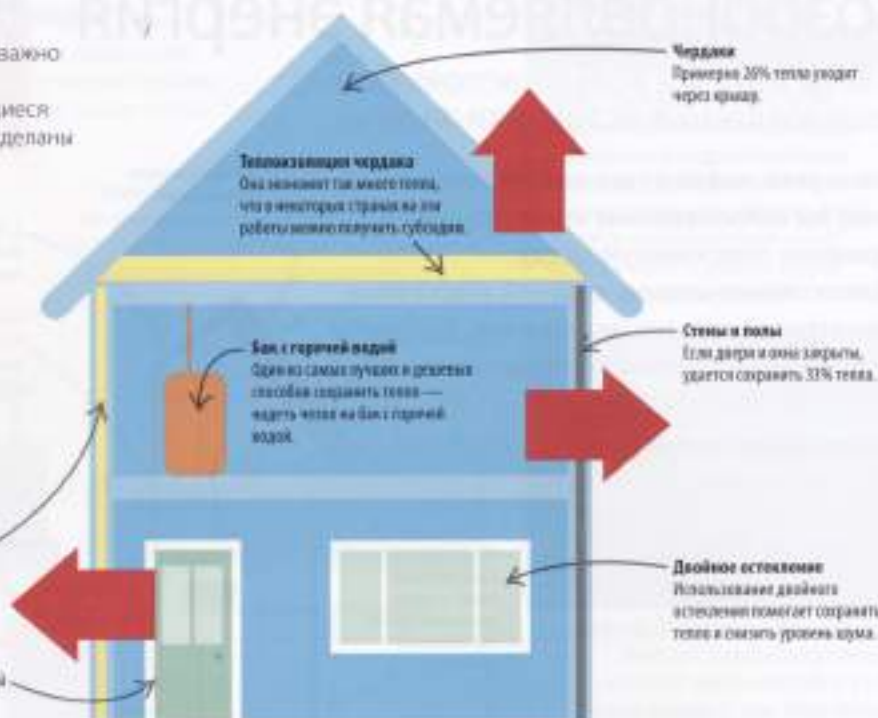 важно
делан​ы
Чердаки
Примерно 26% тепла уходит
через крышу.
Теплоизоляция чердака
Она экономит так много тепла,
что в некоторых странах на эти
работы можно получить субсидию.
Бак с горячей водой
Один из самых лучших и дешевых
способов сохранить тепло —
надеть чехол на бак с горячей
водой.
Стены и полы
Если двери и окна закрыты,
удается сохранить 33% тепла.
Двойное остекление
Использование двойного
остекления помогает сохранить
тепло и снизить уровень шума.